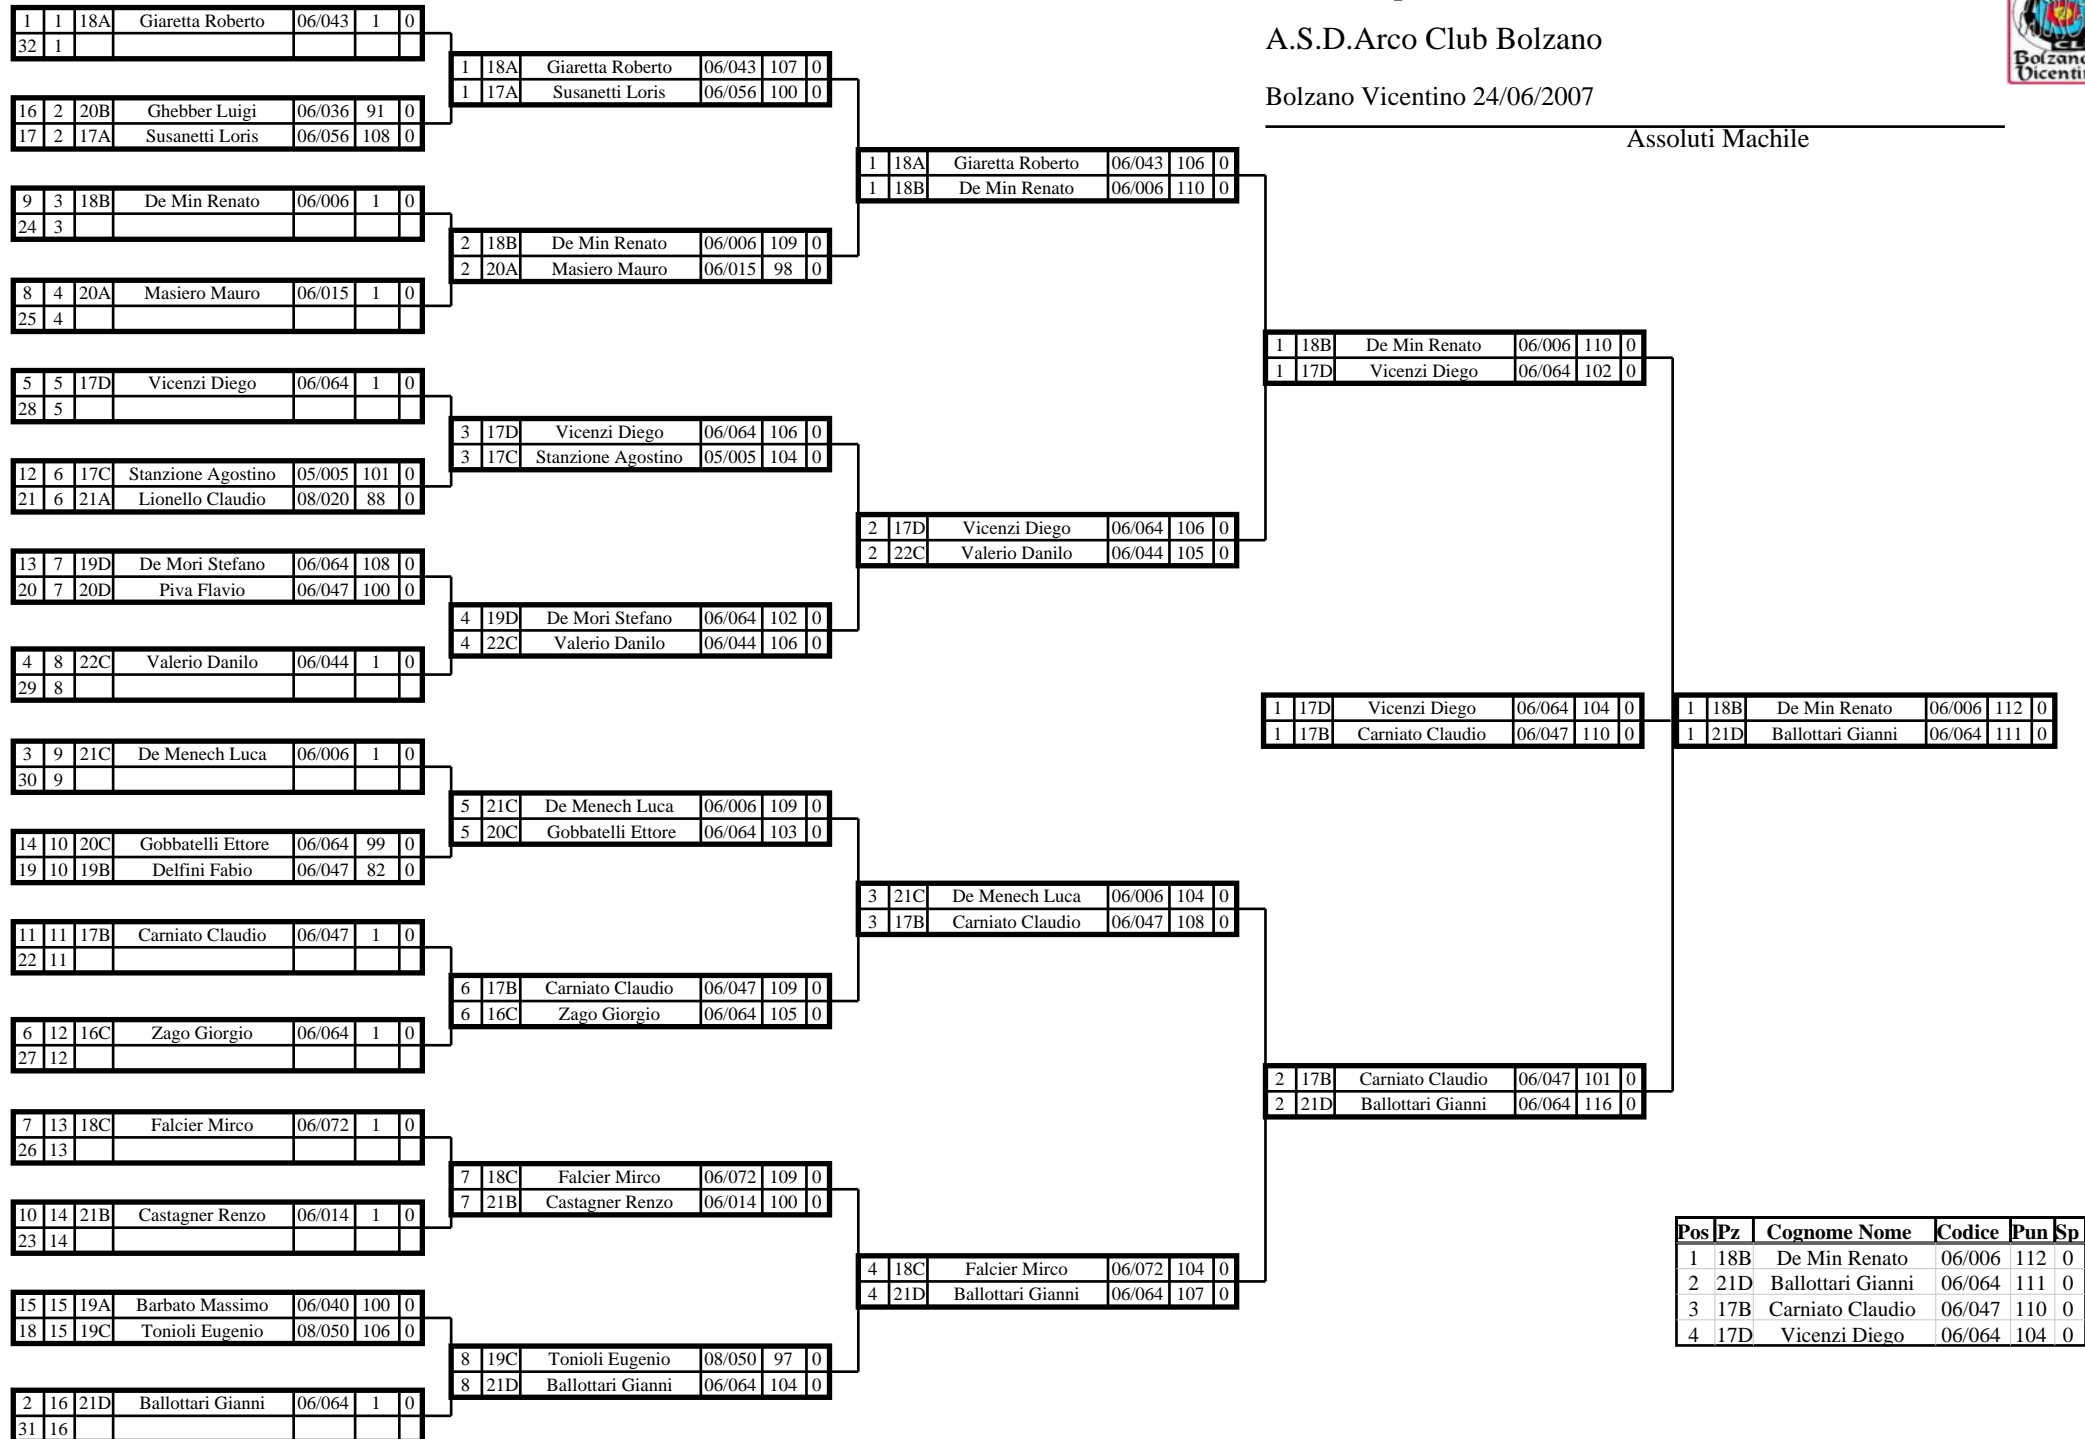 A.S.D.Arco Club Bolzano
Bolzano Vicentino 24/06/2007
Assoluti Machile
1 1 18A Giaretta Roberto 06/043 1 0
32 1
16 2 20B Ghebber Luigi 06/036 91 0
17 2 17A Susanetti Loris 06/056 108 0
9 3 18B De Min Renato 06/006 1 0
24 3
8 4 20A Masiero Mauro 06/015 1 0
25 4
5 5 17D Vicenzi Diego 06/064 1 0
28 5
12 6 17C Stanzione Agostino 05/005 101 0
21 6 21A Lionello Claudio 08/020 88 0
13 7 19D De Mori Stefano 06/064 108 0
20 7 20D Piva Flavio 06/047 100 0
4 8 22C Valerio Danilo 06/044 1 0
29 8
3 9 21C De Menech Luca 06/006 1 0
30 9
14 10 20C Gobbatelli Ettore 06/064 99 0
19 10 19B Delfini Fabio 06/047 82 0
11 11 17B Carniato Claudio 06/047 1 0
22 11
6 12 16C Zago Giorgio 06/064 1 0
27 12
7 13 18C Falcier Mirco 06/072 1 0
26 13
10 14 21B Castagner Renzo 06/014 1 0
23 14
15 15 19A Barbato Massimo 06/040 100 0
18 15 19C Tonioli Eugenio 08/050 106 0
2 16 21D Ballottari Gianni 06/064 1 0
31 16
1 18A Giaretta Roberto 06/043 107 0
1 17A Susanetti Loris 06/056 100 0
2 18B De Min Renato 06/006 109 0
2 20A Masiero Mauro 06/015 98 0
3 17D Vicenzi Diego 06/064 106 0
3 17C Stanzione Agostino 05/005 104 0
4 19D De Mori Stefano 06/064 102 0
4 22C Valerio Danilo 06/044 106 0
5 21C De Menech Luca 06/006 109 0
5 20C Gobbatelli Ettore 06/064 103 0
6 17B Carniato Claudio 06/047 109 0
6 16C Zago Giorgio 06/064 105 0
7 18C Falcier Mirco 06/072 109 0
7 21B Castagner Renzo 06/014 100 0
8 19C Tonioli Eugenio 08/050 97 0
8 21D Ballottari Gianni 06/064 104 0
1 18A Giaretta Roberto 06/043 106 0
1 18B De Min Renato 06/006 110 0
2 17D Vicenzi Diego 06/064 106 0
2 22C Valerio Danilo 06/044 105 0
3 21C De Menech Luca 06/006 104 0
3 17B Carniato Claudio 06/047 108 0
4 18C Falcier Mirco 06/072 104 0
4 21D Ballottari Gianni 06/064 107 0
1 18B De Min Renato 06/006 110 0
1 17D Vicenzi Diego 06/064 102 0
1 17D Vicenzi Diego 06/064 104 0
1 17B Carniato Claudio 06/047 110 0
2 17B Carniato Claudio 06/047 101 0
2 21D Ballottari Gianni 06/064 116 0
1 18B De Min Renato 06/006 112 0
1 21D Ballottari Gianni 06/064 111 0
Pos Pz Cognome Nome Codice Pun Sp
1 18B De Min Renato 06/006 112 0
2 21D Ballottari Gianni 06/064 111 0
3 17B Carniato Claudio 06/047 110 0
4 17D Vicenzi Diego 06/064 104 0